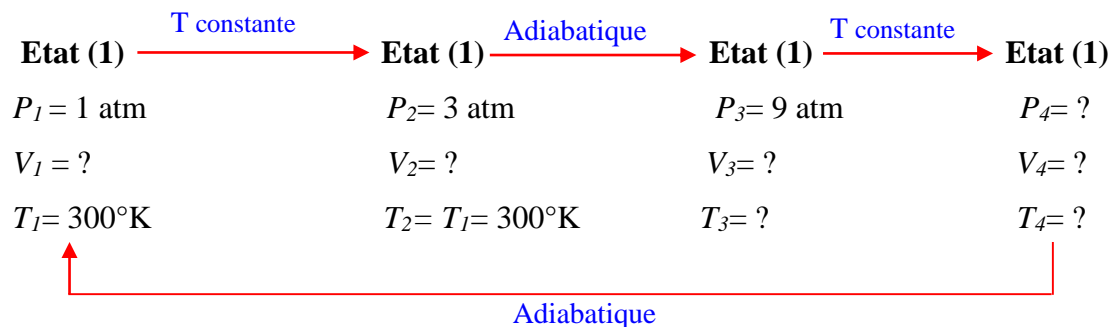 T constante Adiabatique T constante
Etat (1) Etat (1) Etat (1) Etat (1)
P1 = 1 atm P2= 3 atm P3= 9 atm P4= ?
V1 = ? V2= ? V3= ? V4= ?
T1= 300°K T2= T1= 300°K T3= ? T4= ?
Adiabatique